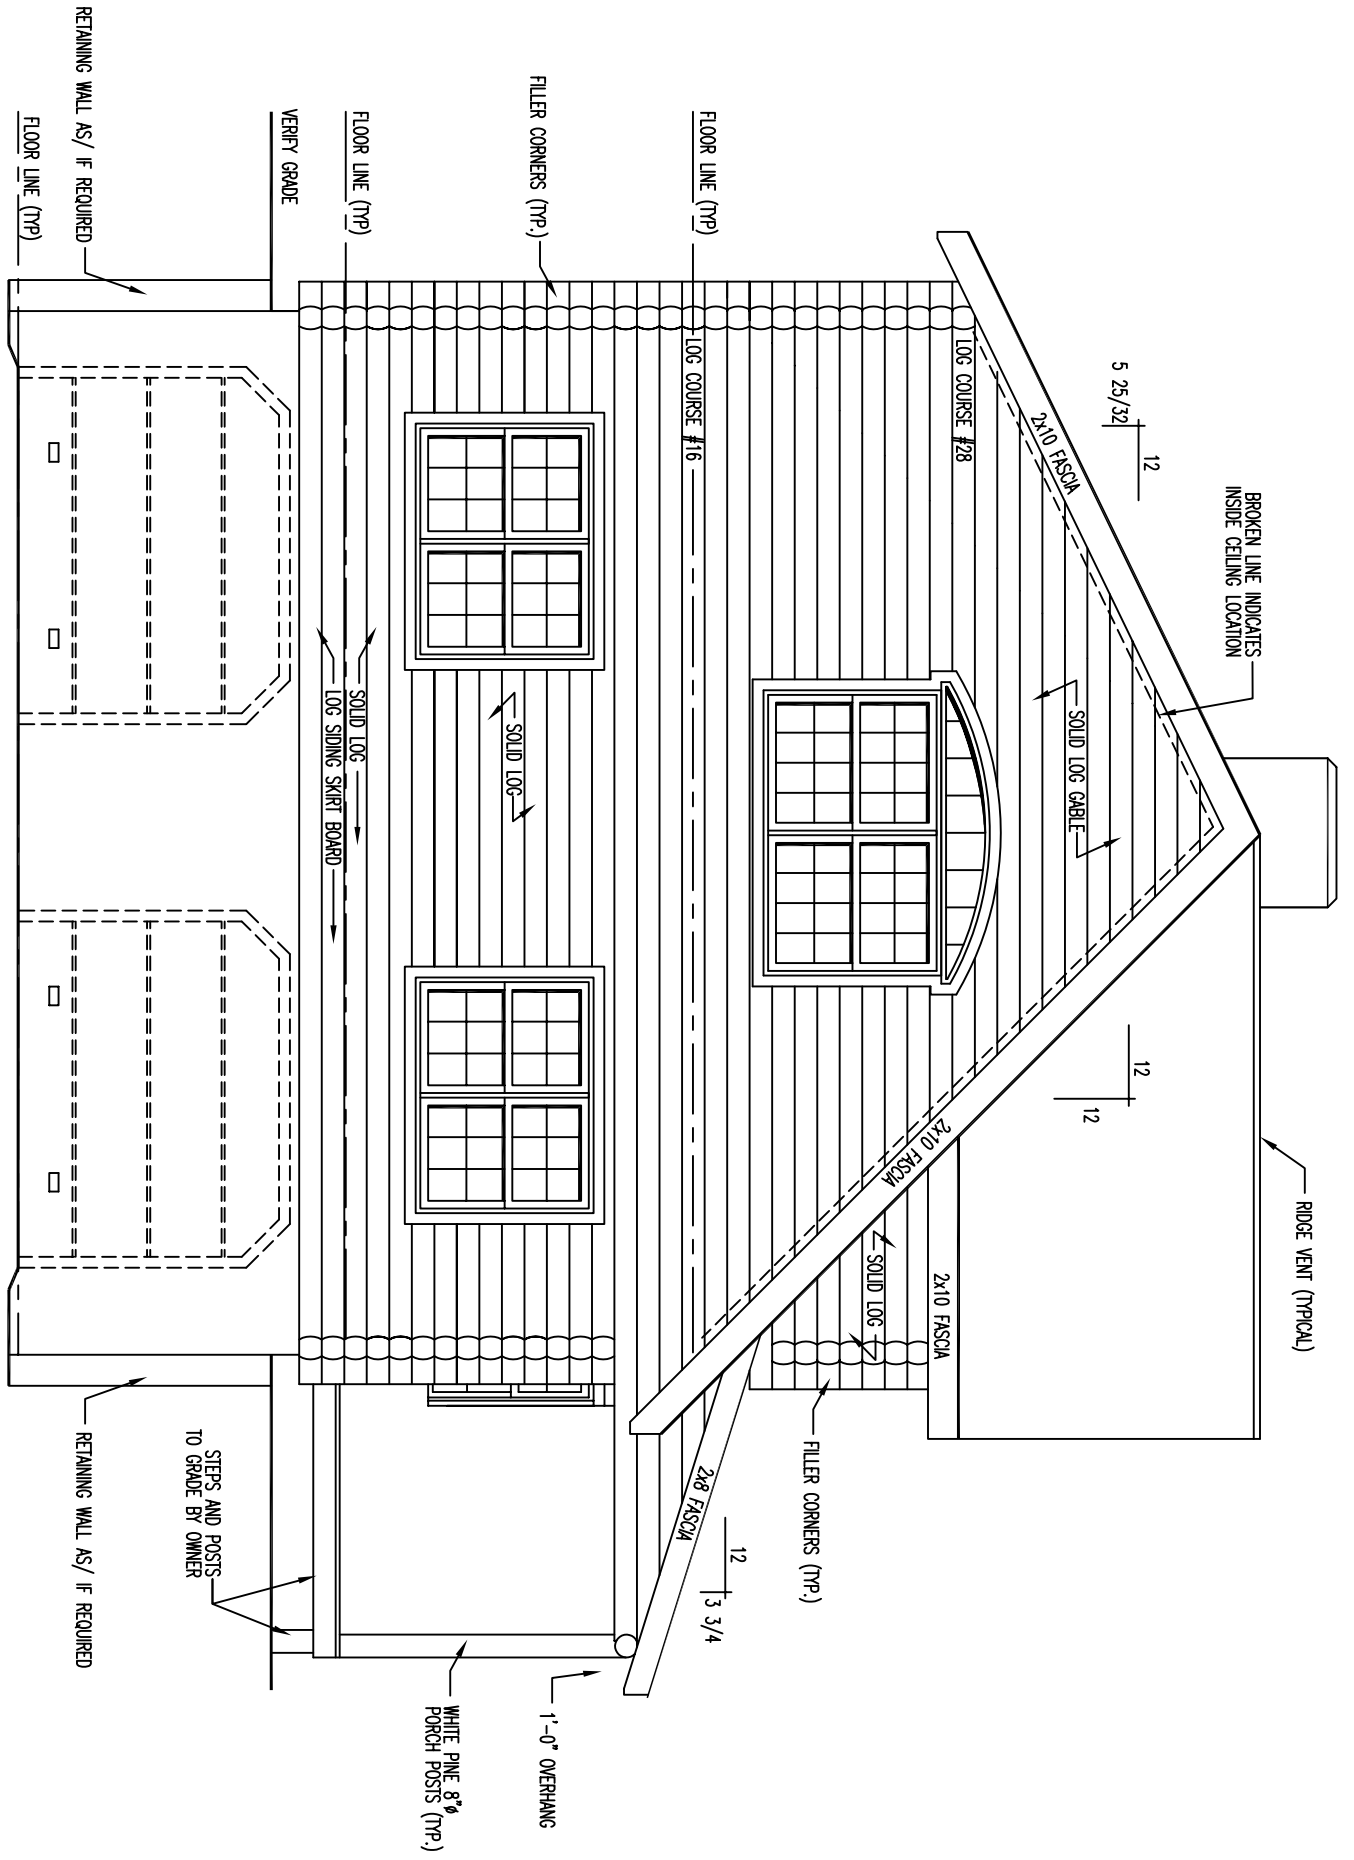 RIDGE VENT (TYPICAL)
BROKEN LINE INDICATES
INSIDE CEILING LOCATION
12
5 25/32
12
12
SOLID LOG GABLE
2x10 FASCIA
LOG COURSE #28
2x10 FASCIA
2x10 FASCIA
SOLID LOG
FILLER CORNERS (TYP.)
12
3 3/4
FLOOR LINE (TYP)
LOG COURSE #16
2x8 FASCIA
1'-0" OVERHANG
FILLER CORNERS (TYP.)
SOLID LOG
WHITE PINE 8"ø
PORCH POSTS (TYP.)
FLOOR LINE (TYP)
SOLID LOG
LOG SIDING SKIRT BOARD
VERIFY GRADE
STEPS AND POSTS
TO GRADE BY OWNER
RETAINING WALL AS/ IF REQUIRED
RETAINING WALL AS/ IF REQUIRED
FLOOR LINE (TYP)